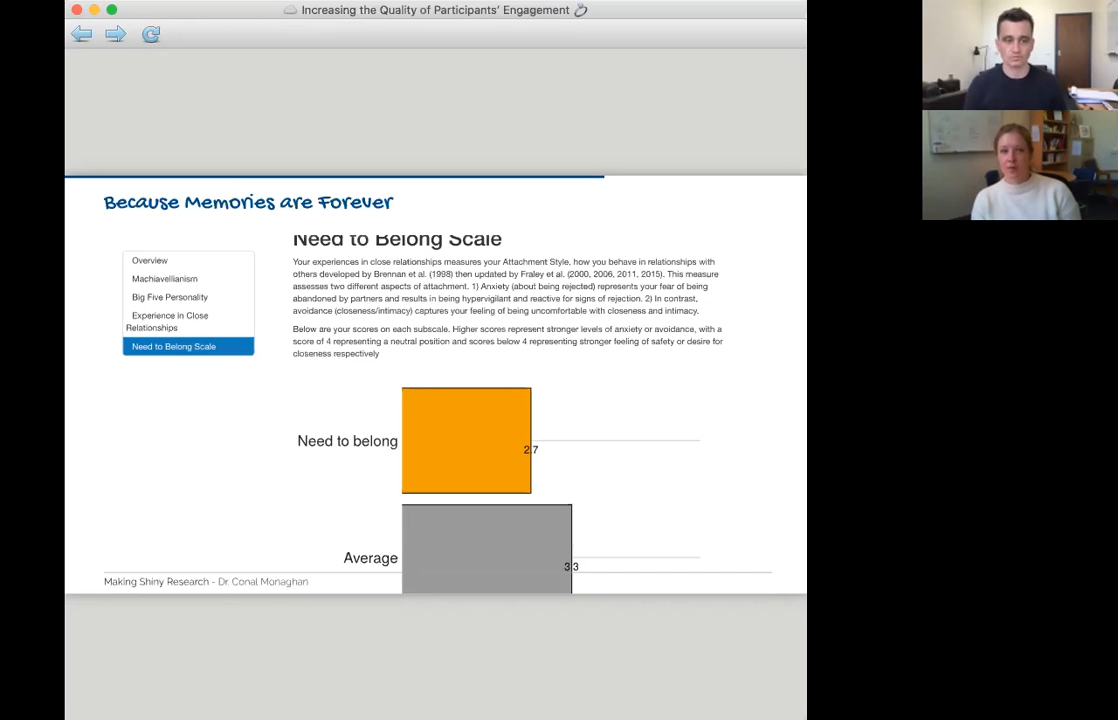 Increasing the Quality of Participants’ Engagement
Because Memories are Forever
Overview
Machiavellianism
Big Five Personality
Experience in Close
Relationships
Need to Belong Scale
Need to Belong Scale
Your experiences in close relationships measures your Attachment Style, how you behave in relationships with
others developed by Brennan et al. (1998) then updated by Fraley et al. (2000, 2006, 2011, 2015). This measure
assesses two different aspects of attachment. 1) Anxiety (about being rejected) represents your fear of being
abandoned by partners and results in being hypervigilant and reactive for signs of rejection. 2) In contrast,
avoidance (closeness/intimacy) captures your feeling of being uncomfortable with closeness and intimacy.
Below are your scores on each subscale. Higher scores represent stronger levels of anxiety or avoidance, with a
score of 4 representing a neutral position and scores below 4 representing stronger feeling of safety or desire for
closeness respectively
Need to belong
2.7
Average
3.3
Making Shiny Research - Dr. Conal Monaghan